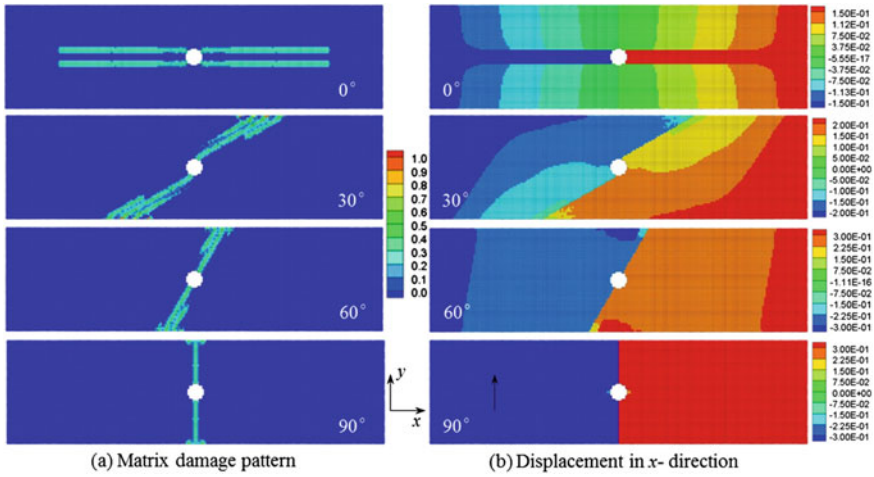 0°
30°
60°
90°
1.0
0.9
0.8
0.7
0.6
0.5
0.4
0.3
0.2
0.1
0.0
y
x
(a) Matrix damage pattern
0°
1.50E-01
1.12E-01
7.50E-02
3.75E-02
-5.55E-17
-3.75E-02
-7.50E-02
-1.13E-01
-1.50E-01
30°
2.00E-01
1.50E-01
1.00E-01
5.00E-02
0.00E+00
-5.00E-02
-1.00E-01
-1.50E-01
-2.00E-01
60°
3.00E-01
2.25E-01
1.50E-01
7.50E-02
-1.11E-16
-7.50E-02
-1.50E-01
-2.25E-01
-3.00E-01
90°
3.00E-01
2.25E-01
1.50E-01
7.50E-02
0.00E+00
-7.50E-02
-1.50E-01
-2.25E-01
-3.00E-01
(b) Displacement in x- direction